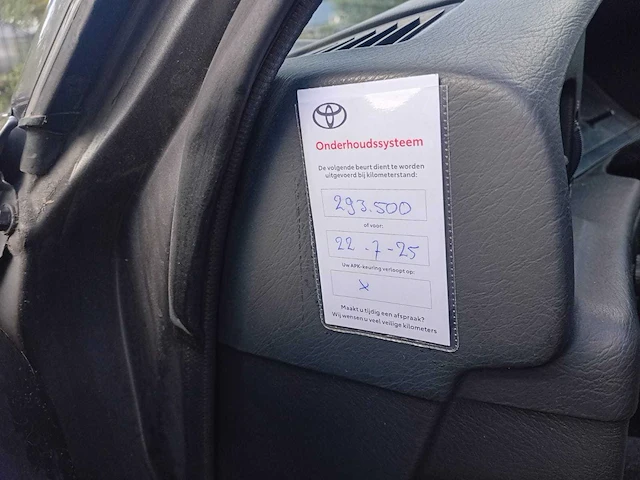 Onderhoudssysteem
De volgende beurt dient te worden
uitgevoerd bij kilometerstand:
293.500
of voor:
22-7-25
Uw APK-keuring verloopt op:
x
Maakt u tijdig een afspraak?
Wij wensen u veel veilige kilometers